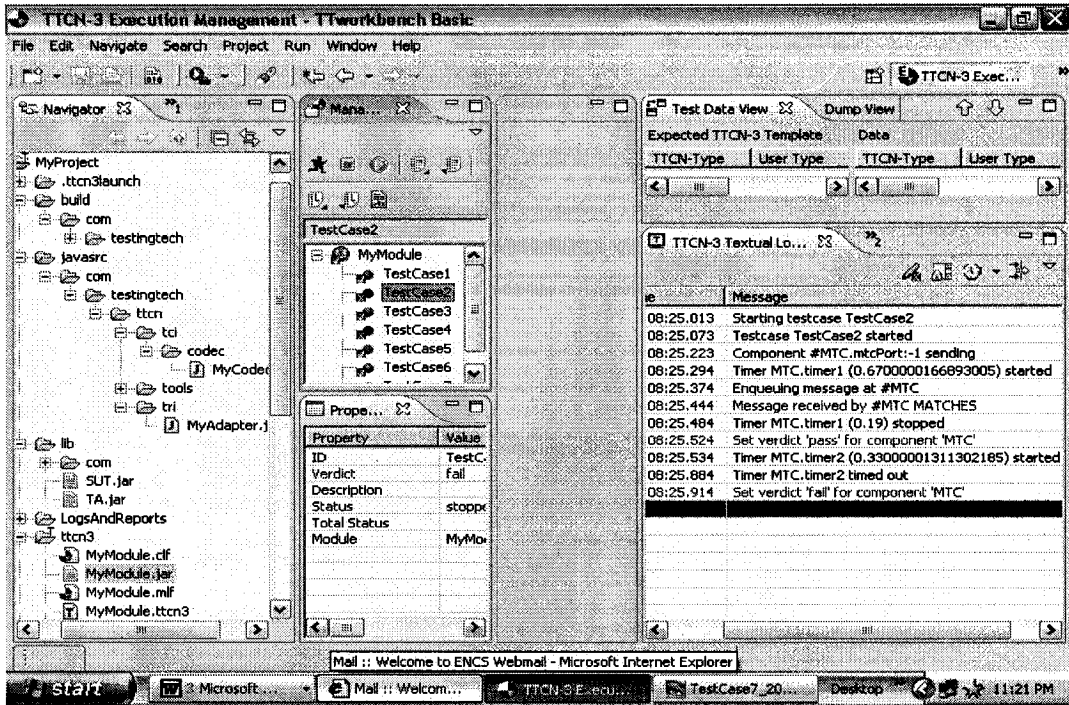 TTCN-3 Execution Management - TTworkbench Basic
File Edit Navigate Search Project Run Window Help
TTCN-3 Exec...
Navigator
MyProject
.ttcn3launch
build
com
testingtech
javasrc
com
testingtech
ttcn
tci
codec
MyCodec
tools
tri
MyAdapter.j
lib
com
SUT.jar
TA.jar
LogsAndReports
ttcn3
MyModule.clf
MyModule.jar
MyModule.mlf
MyModule.ttcn3
Mana...
TestCase2
MyModule
TestCase1
TestCase2
TestCase3
TestCase4
TestCase5
TestCase6
Prope...
Property Value
ID TestC
Verdict fail
Description
Status stoppe
Total Status
Module MyMo
Test Data View Dump View
Expected TTCN-3 Template Data
TTCN-Type User Type TTCN-Type User Type
TTCN-3 Textual Lo...
e Message
08:25.013 Starting testcase TestCase2
08:25.073 Testcase TestCase2 started
08:25.223 Component #MTC.mtcPort:-1 sending
08:25.294 Timer MTC.timer1 (0.6700000166893005) started
08:25.374 Enqueuing message at #MTC
08:25.444 Message received by #MTC MATCHES
08:25.484 Timer MTC.timer1 (0.19) stopped
08:25.524 Set verdict 'pass' for component 'MTC'
08:25.534 Timer MTC.timer2 (0.33000001311302185) started
08:25.884 Timer MTC.timer2 timed out
08:25.914 Set verdict 'fail' for component 'MTC'
Mail :: Welcome to ENCS Webmail - Microsoft Internet Explorer
start
3 Microsoft...
Mail :: Welcom...
TTCN-3 Execu...
TestCase7_20...
Desktop
11:21 PM